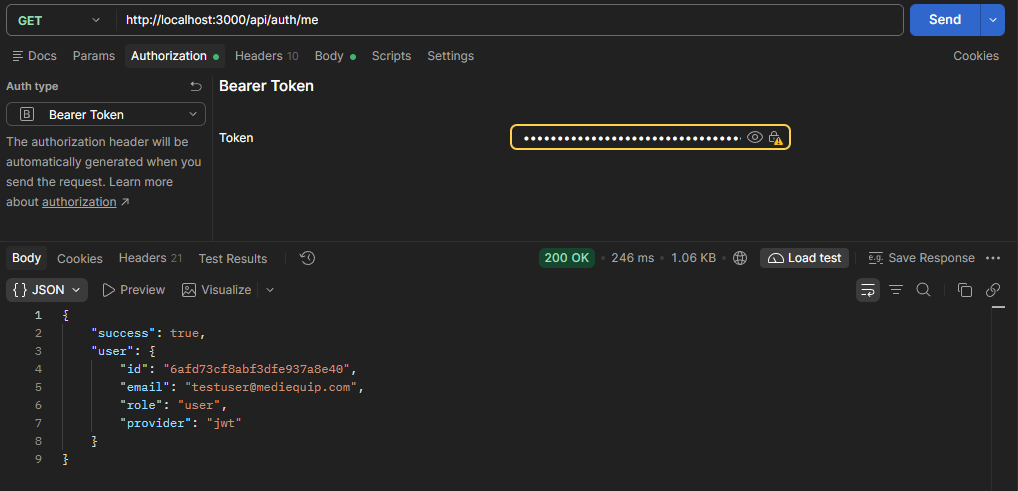 GET http://localhost:3000/api/auth/me Send
Docs Params Authorization Headers 10 Body Scripts Settings Cookies
Auth type
B Bearer Token
The authorization header will be
automatically generated when you
send the request. Learn more
about authorization ↗
Bearer Token
Token ••••••••••••••••••••••••••••••••
Body Cookies Headers 21 Test Results 200 OK • 246 ms • 1.06 KB • Load test e.g. Save Response
{} JSON Preview Visualize
1 {
2 "success": true,
3 "user": {
4 "id": "6afd73cf8abf3dfe937a8e40",
5 "email": "testuser@mediequip.com",
6 "role": "user",
7 "provider": "jwt"
8 }
9 }